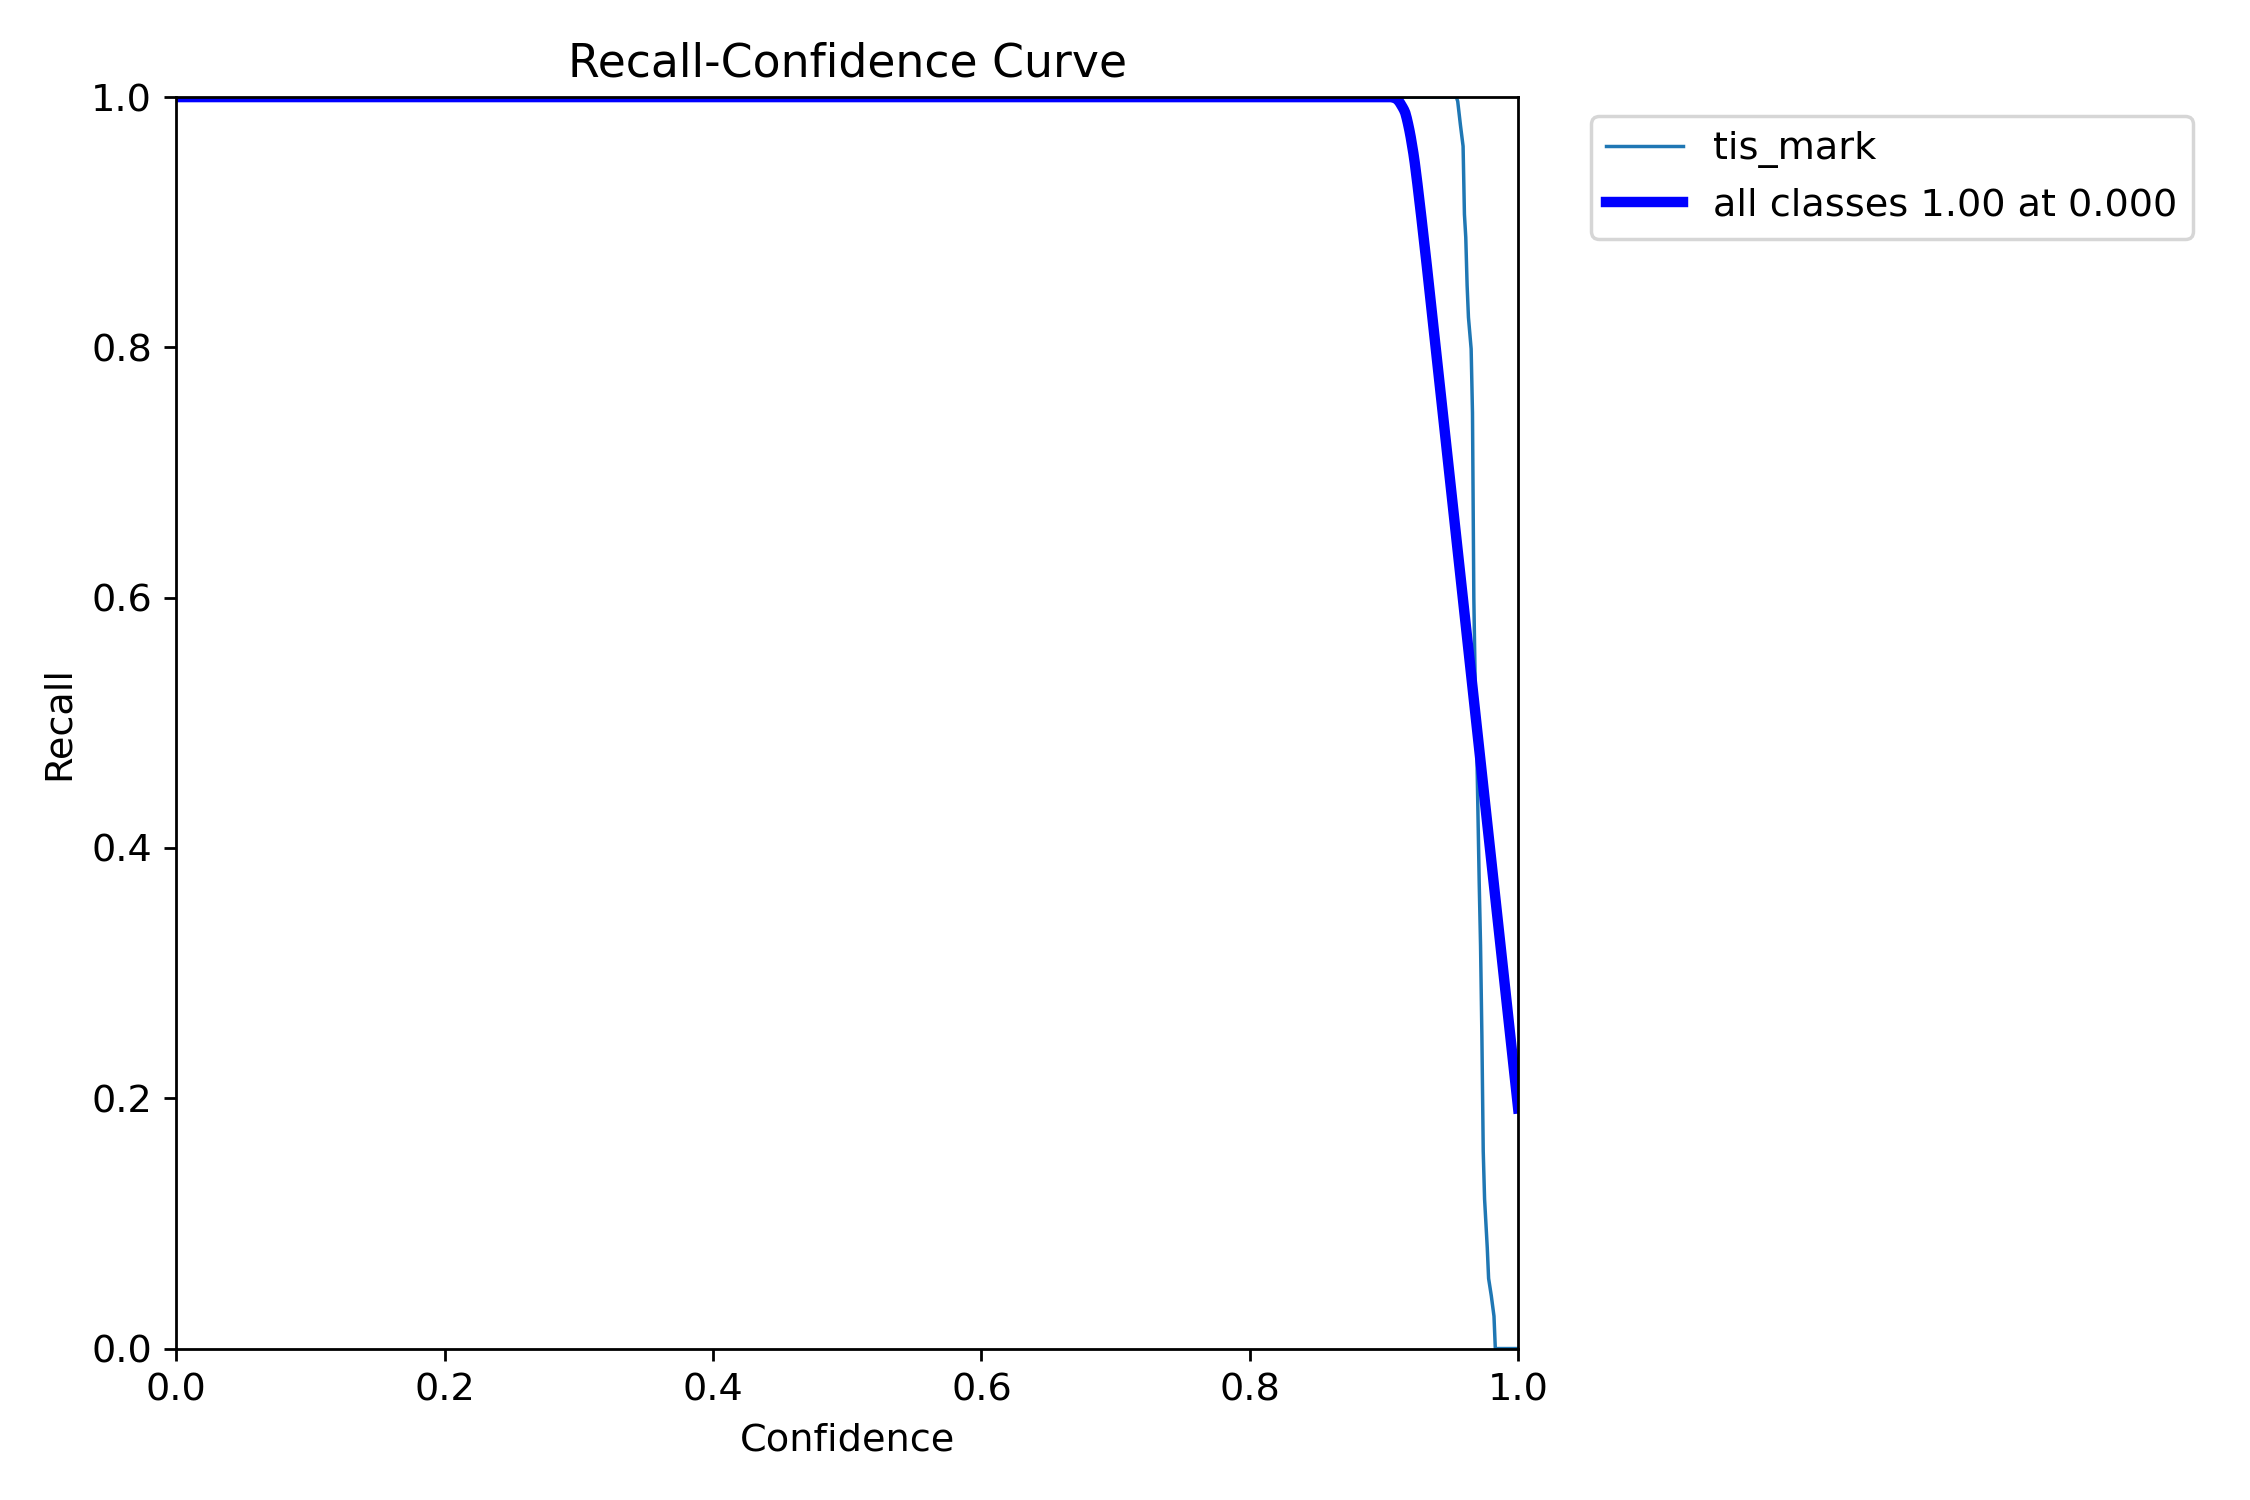 Recall-Confidence Curve
1.0
0.8
0.6
0.4
0.2
0.0
Recall
0.0 0.2 0.4 0.6 0.8 1.0
Confidence
tis_mark
all classes 1.00 at 0.000